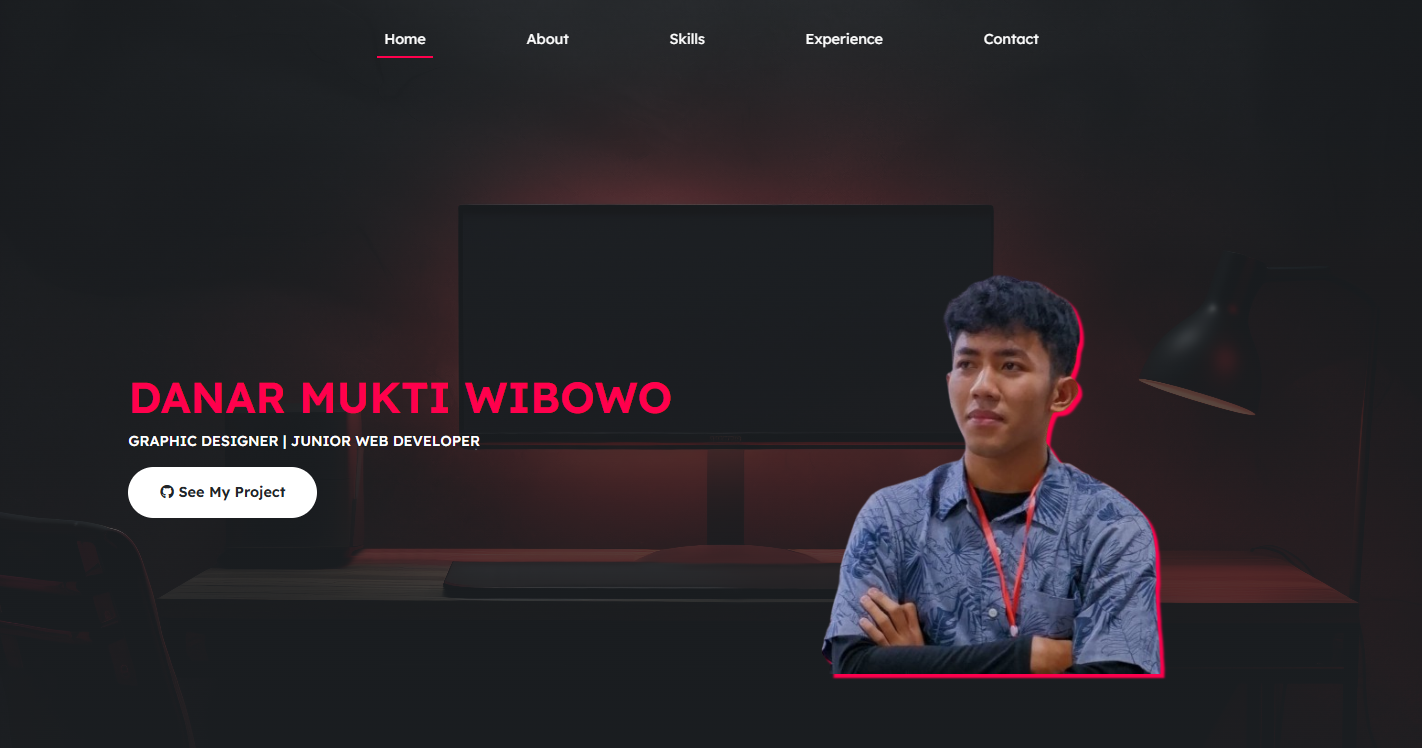 Home About Skills Experience Contact
DANAR MUKTI WIBOWO
GRAPHIC DESIGNER | JUNIOR WEB DEVELOPER
See My Project